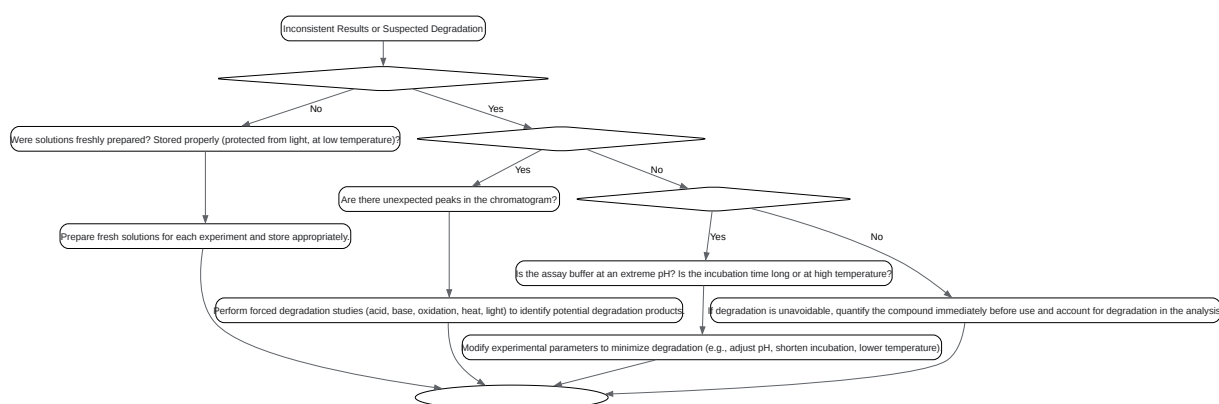 Inconsistent Results or Suspected Degradation
No
Yes
Were solutions freshly prepared? Stored properly (protected from light, at low temperature)?
Yes
No
Are there unexpected peaks in the chromatogram?
Prepare fresh solutions for each experiment and store appropriately.
Yes
No
Is the assay buffer at an extreme pH? Is the incubation time long or at high temperature?
Perform forced degradation studies (acid, base, oxidation, heat, light) to identify potential degradation products.
If degradation is unavoidable, quantify the compound immediately before use and account for degradation in the analysis
Modify experimental parameters to minimize degradation (e.g., adjust pH, shorten incubation, lower temperature)